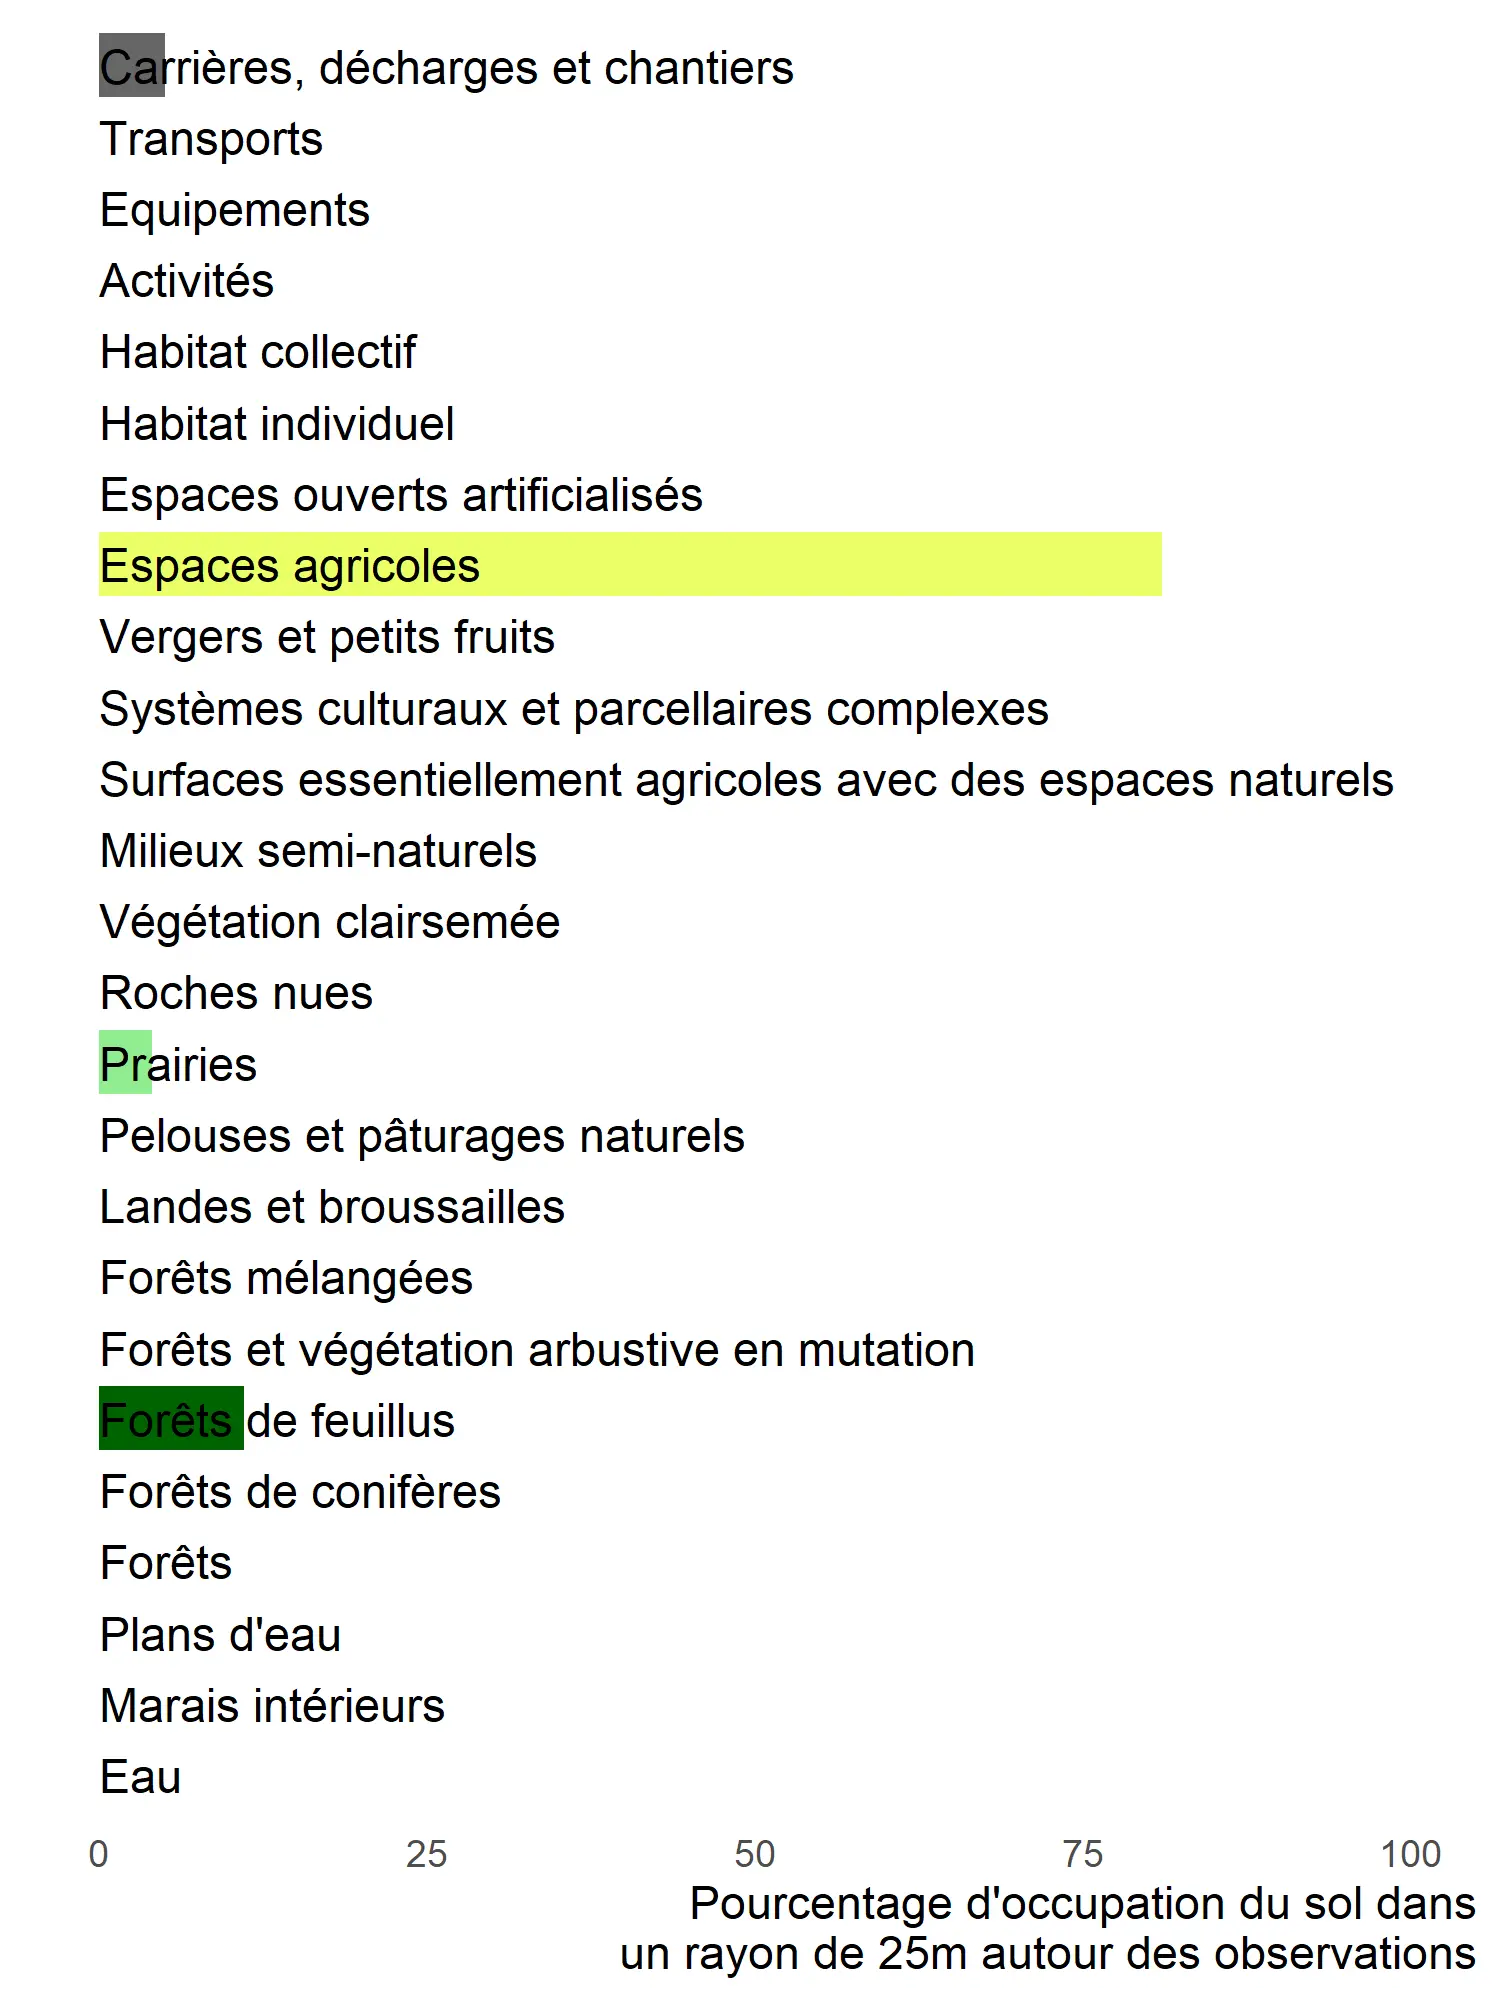 Carrières, décharges et chantiers
Transports
Equipements
Activités
Habitat collectif
Habitat individuel
Espaces ouverts artificialisés
Espaces agricoles
Vergers et petits fruits
Systèmes culturaux et parcellaires complexes
Surfaces essentiellement agricoles avec des espaces naturels
Milieux semi-naturels
Végétation clairsemée
Roches nues
Prairies
Pelouses et pâturages naturels
Landes et broussailles
Forêts mélangées
Forêts et végétation arbustive en mutation
Forêts de feuillus
Forêts de conifères
Forêts
Plans d'eau
Marais intérieurs
Eau
0 25 50 75 100
Pourcentage d'occupation du sol dans
un rayon de 25m autour des observations